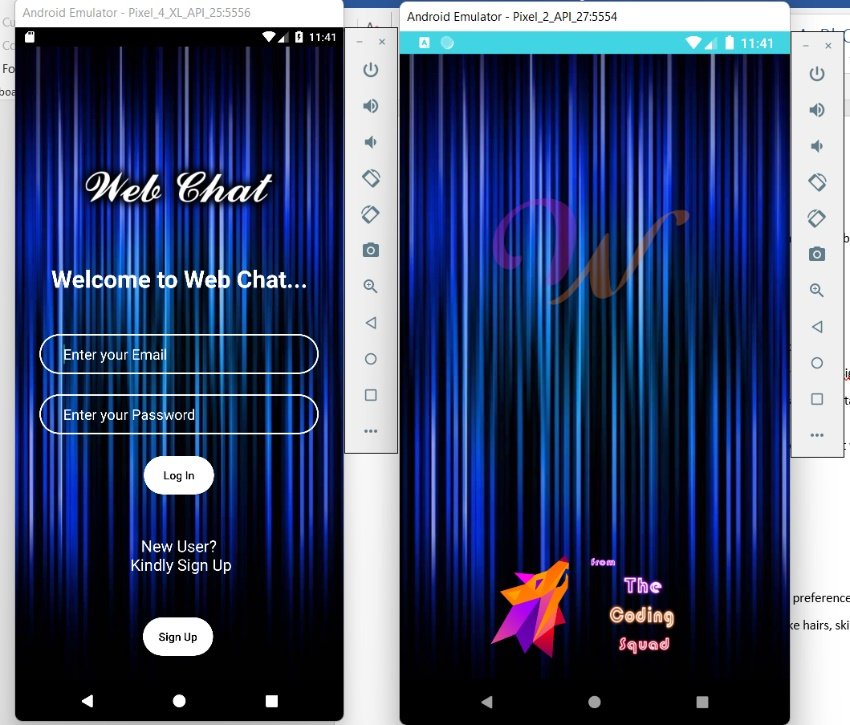 Android Emulator - Pixel_4_XL_API_25:5556
11:41
Web Chat
Welcome to Web Chat...
Enter your Email
Enter your Password
Log In
New User?
Kindly Sign Up
Sign Up
Android Emulator - Pixel_2_API_27:5554
11:41
W
from
The
Coding
Squad
preference
hairs, ski